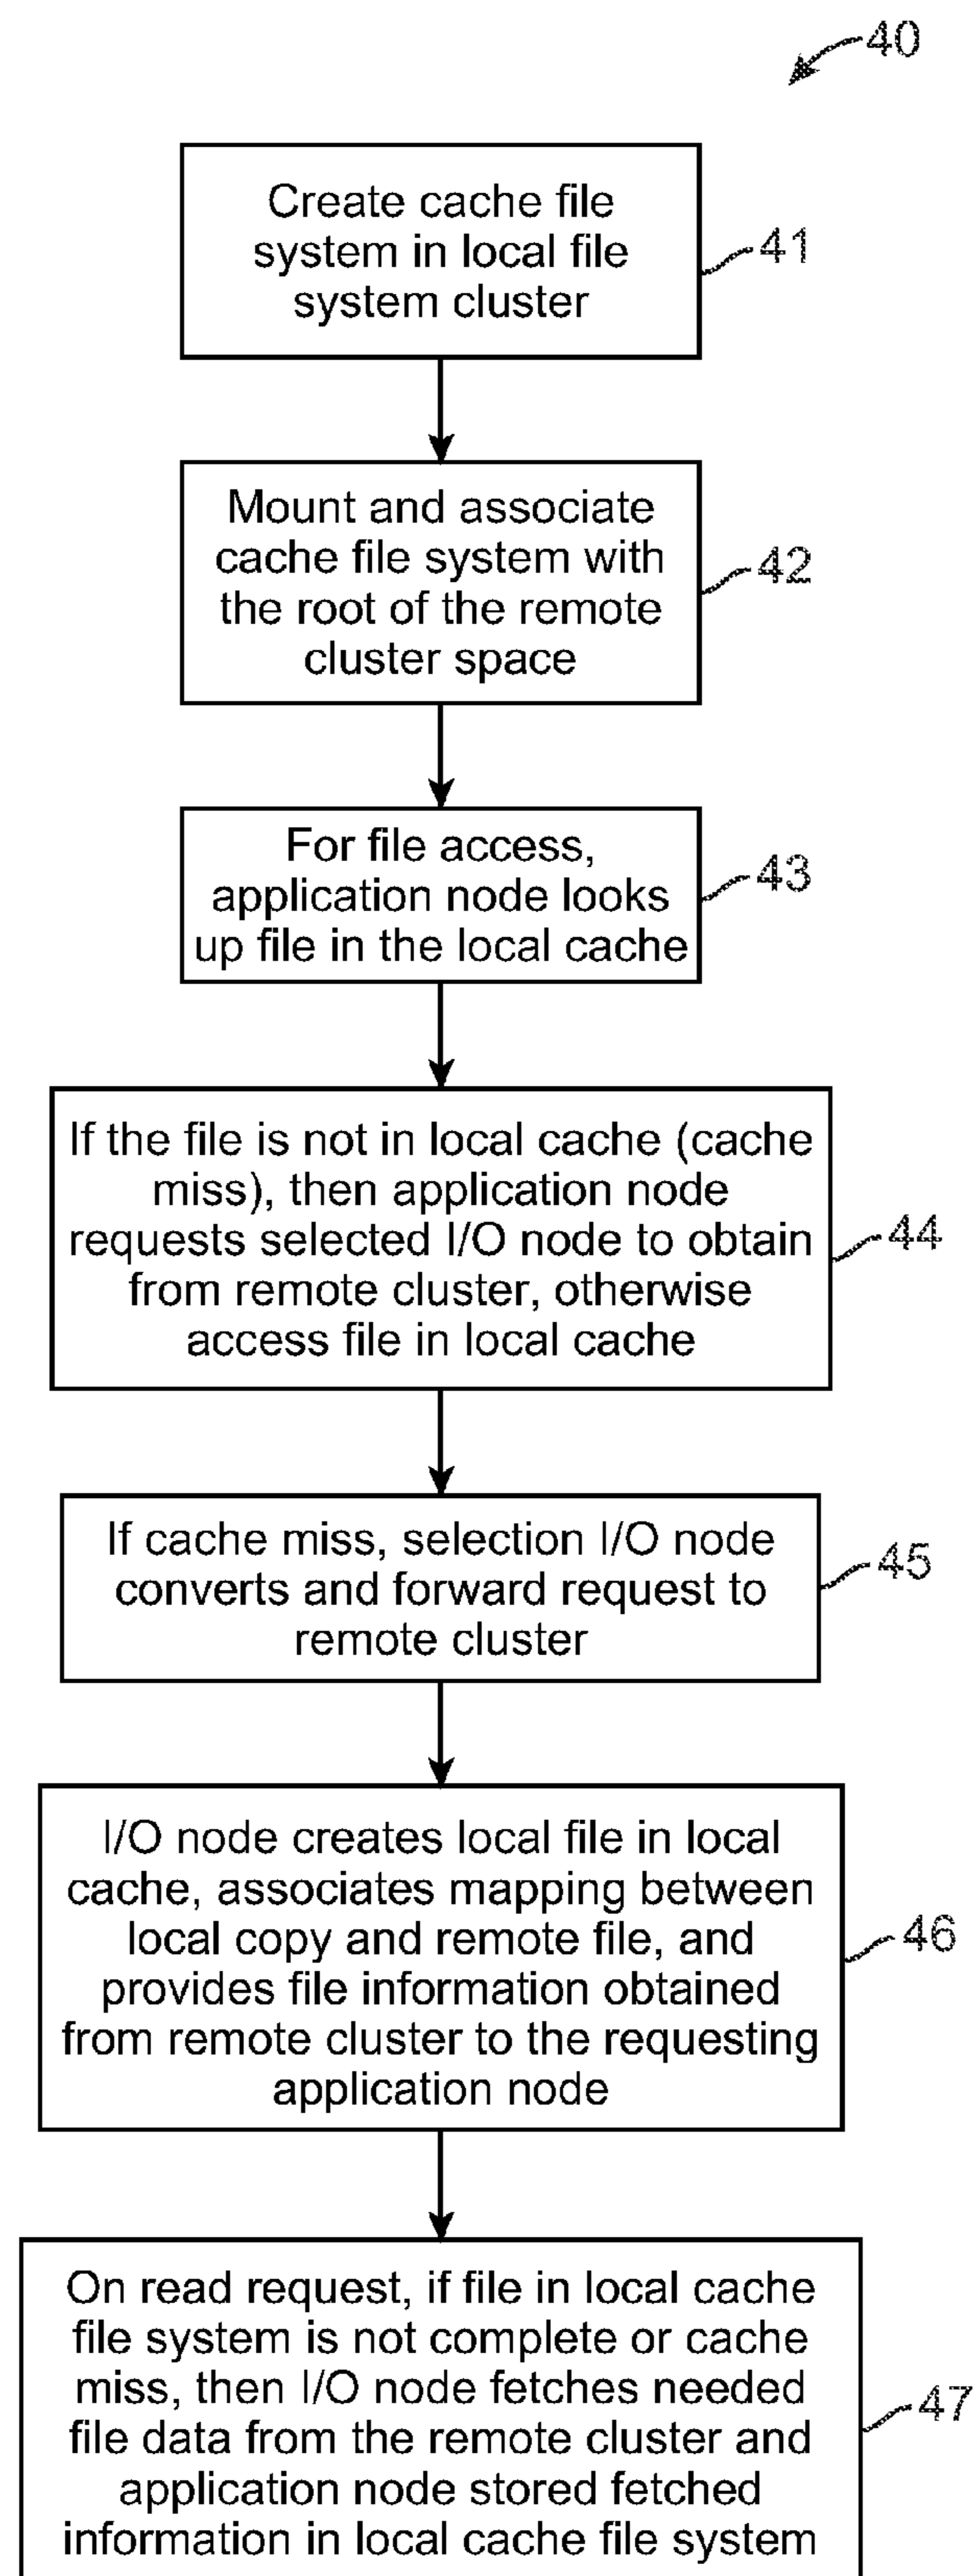 40
Create cache file
system in local file
system cluster
41
Mount and associate
cache file system with
the root of the remote
cluster space
42
For file access,
application node looks
up file in the local cache
43
If the file is not in local cache (cache
miss), then application node
requests selected I/O node to obtain
from remote cluster, otherwise
access file in local cache
44
If cache miss, selection I/O node
converts and forward request to
remote cluster
45
I/O node creates local file in local
cache, associates mapping between
local copy and remote file, and
provides file information obtained
from remote cluster to the requesting
application node
46
On read request, if file in local cache
file system is not complete or cache
miss, then I/O node fetches needed
file data from the remote cluster and
application node stored fetched
information in local cache file system
47